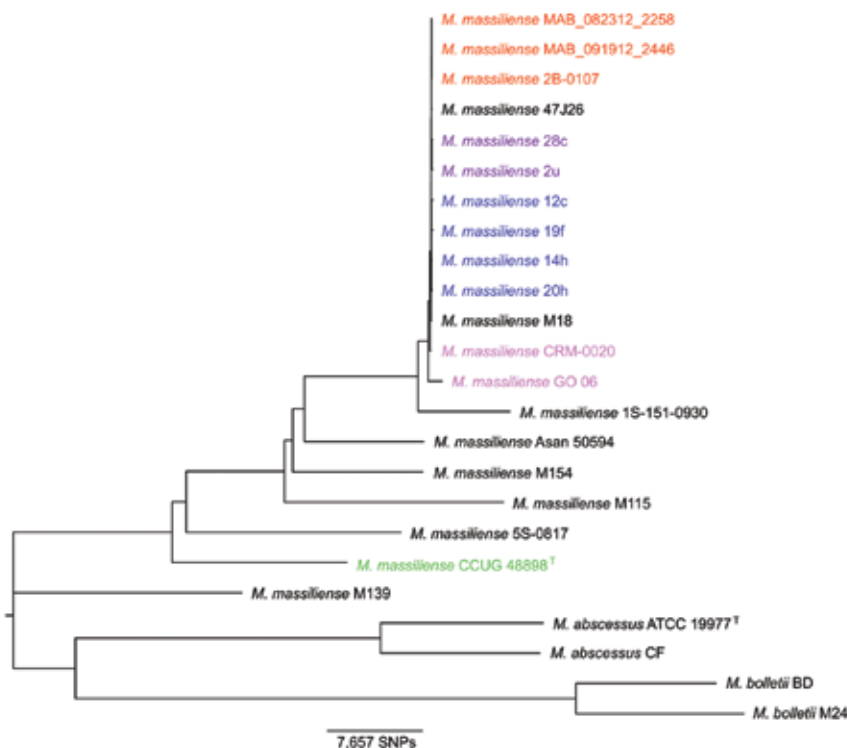 M. massiliense MAB_082312_2258
M. massiliense MAB_091912_2446
M. massiliense 2B-0107
M. massiliense 47J26
M. massiliense 28c
M. massiliense 2u
M. massiliense 12c
M. massiliense 19f
M. massiliense 14h
M. massiliense 20h
M. massiliense M18
M. massiliense CRM-0020
M. massiliense GO 06
M. massiliense 1S-151-0930
M. massiliense Asan 50594
M. massiliense M154
M. massiliense M115
M. massiliense 5S-0817
M. massiliense CCUG 48898ᵀ
M. massiliense M139
M. abscessus ATCC 19977ᵀ
M. abscessus CF
M. bolletii BD
M. bolletii M24
7,657 SNPs